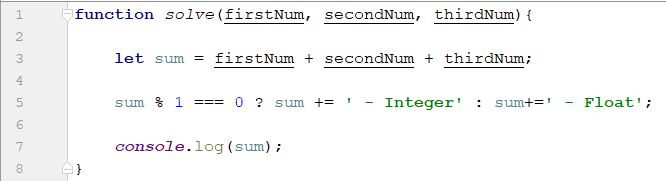 1 function solve(firstNum, secondNum, thirdNum){
2
3 let sum = firstNum + secondNum + thirdNum;
4
5 sum % 1 === 0 ? sum += ' - Integer' : sum+=' - Float';
6
7 console.log(sum);
8 }